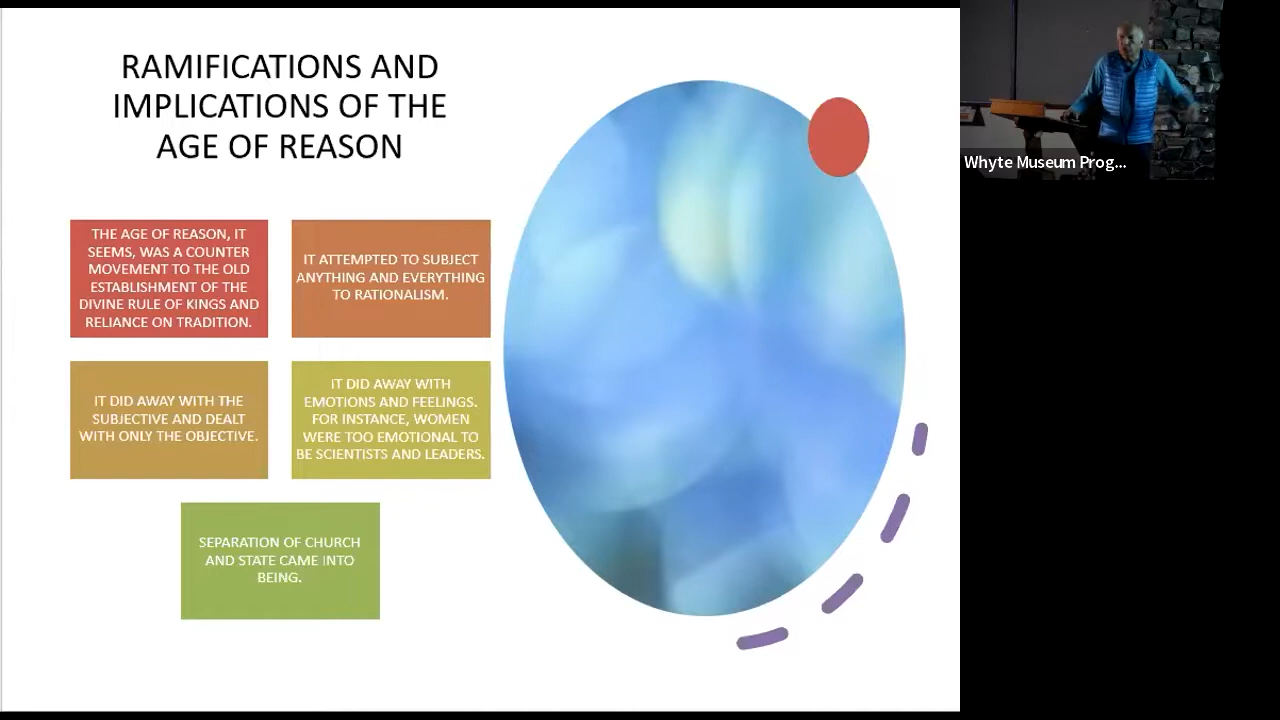 RAMIFICATIONS AND
IMPLICATIONS OF THE
AGE OF REASON
THE AGE OF REASON, IT
SEEMS, WAS A COUNTER
MOVEMENT TO THE OLD
ESTABLISHMENT OF THE
DIVINE RULE OF KINGS AND
RELIANCE ON TRADITION.
IT ATTEMPTED TO SUBJECT
ANYTHING AND EVERYTHING
TO RATIONALISM.
IT DID AWAY WITH THE
SUBJECTIVE AND DEALT
WITH ONLY THE OBJECTIVE.
IT DID AWAY WITH
EMOTIONS AND FEELINGS.
FOR INSTANCE, WOMEN
WERE TOO EMOTIONAL TO
BE SCIENTISTS AND LEADERS.
SEPARATION OF CHURCH
AND STATE CAME INTO
BEING.
Whyte Museum Prog...